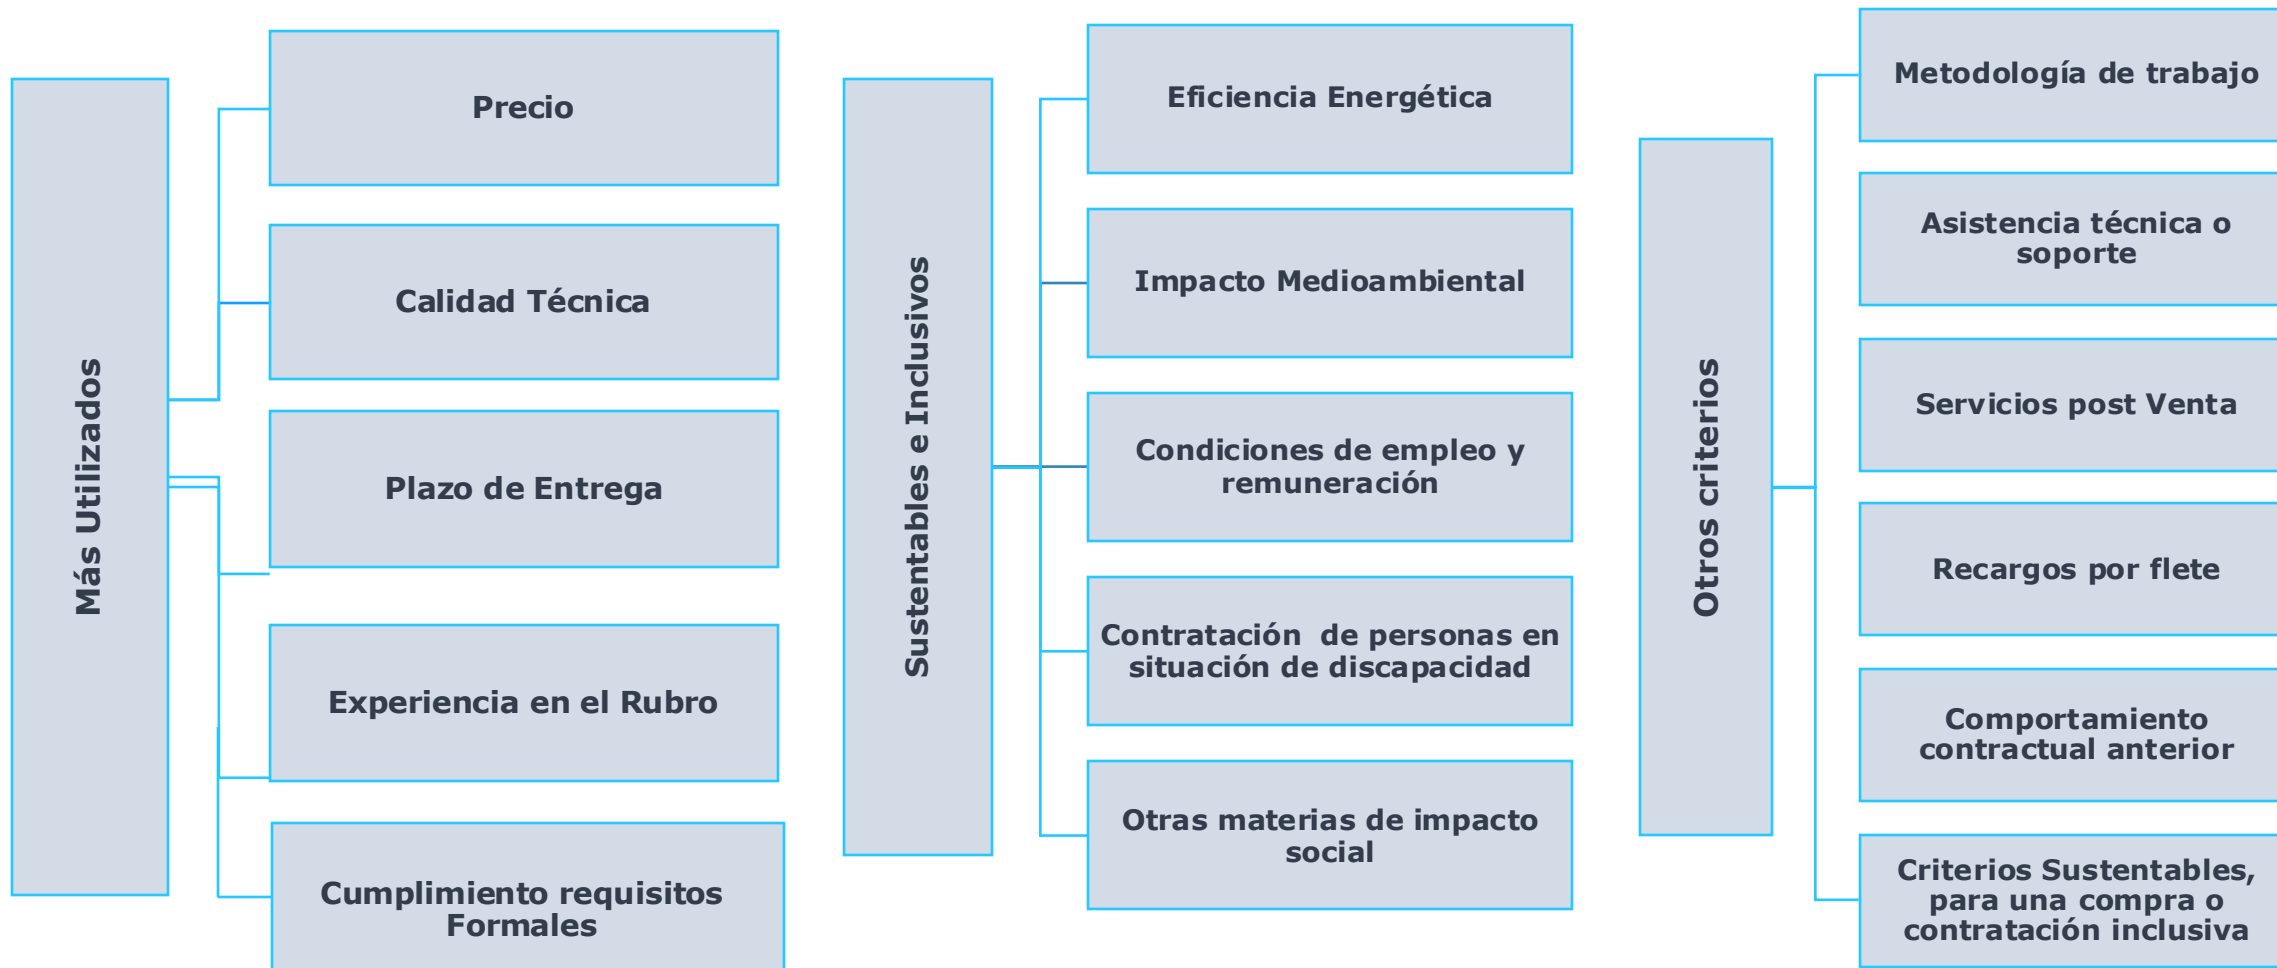 Más Utilizados
Precio
Calidad Técnica
Plazo de Entrega
Experiencia en el Rubro
Cumplimiento requisitos
Formales
Sustentables e Inclusivos
Eficiencia Energética
Impacto Medioambiental
Condiciones de empleo y
remuneración
Contratación  de personas en
situación de discapacidad
Otras materias de impacto
social
Otros criterios
Metodología de trabajo
Asistencia técnica o
soporte
Servicios post Venta
Recargos por flete
Comportamiento
contractual anterior
Criterios Sustentables,
para una compra o
contratación inclusiva